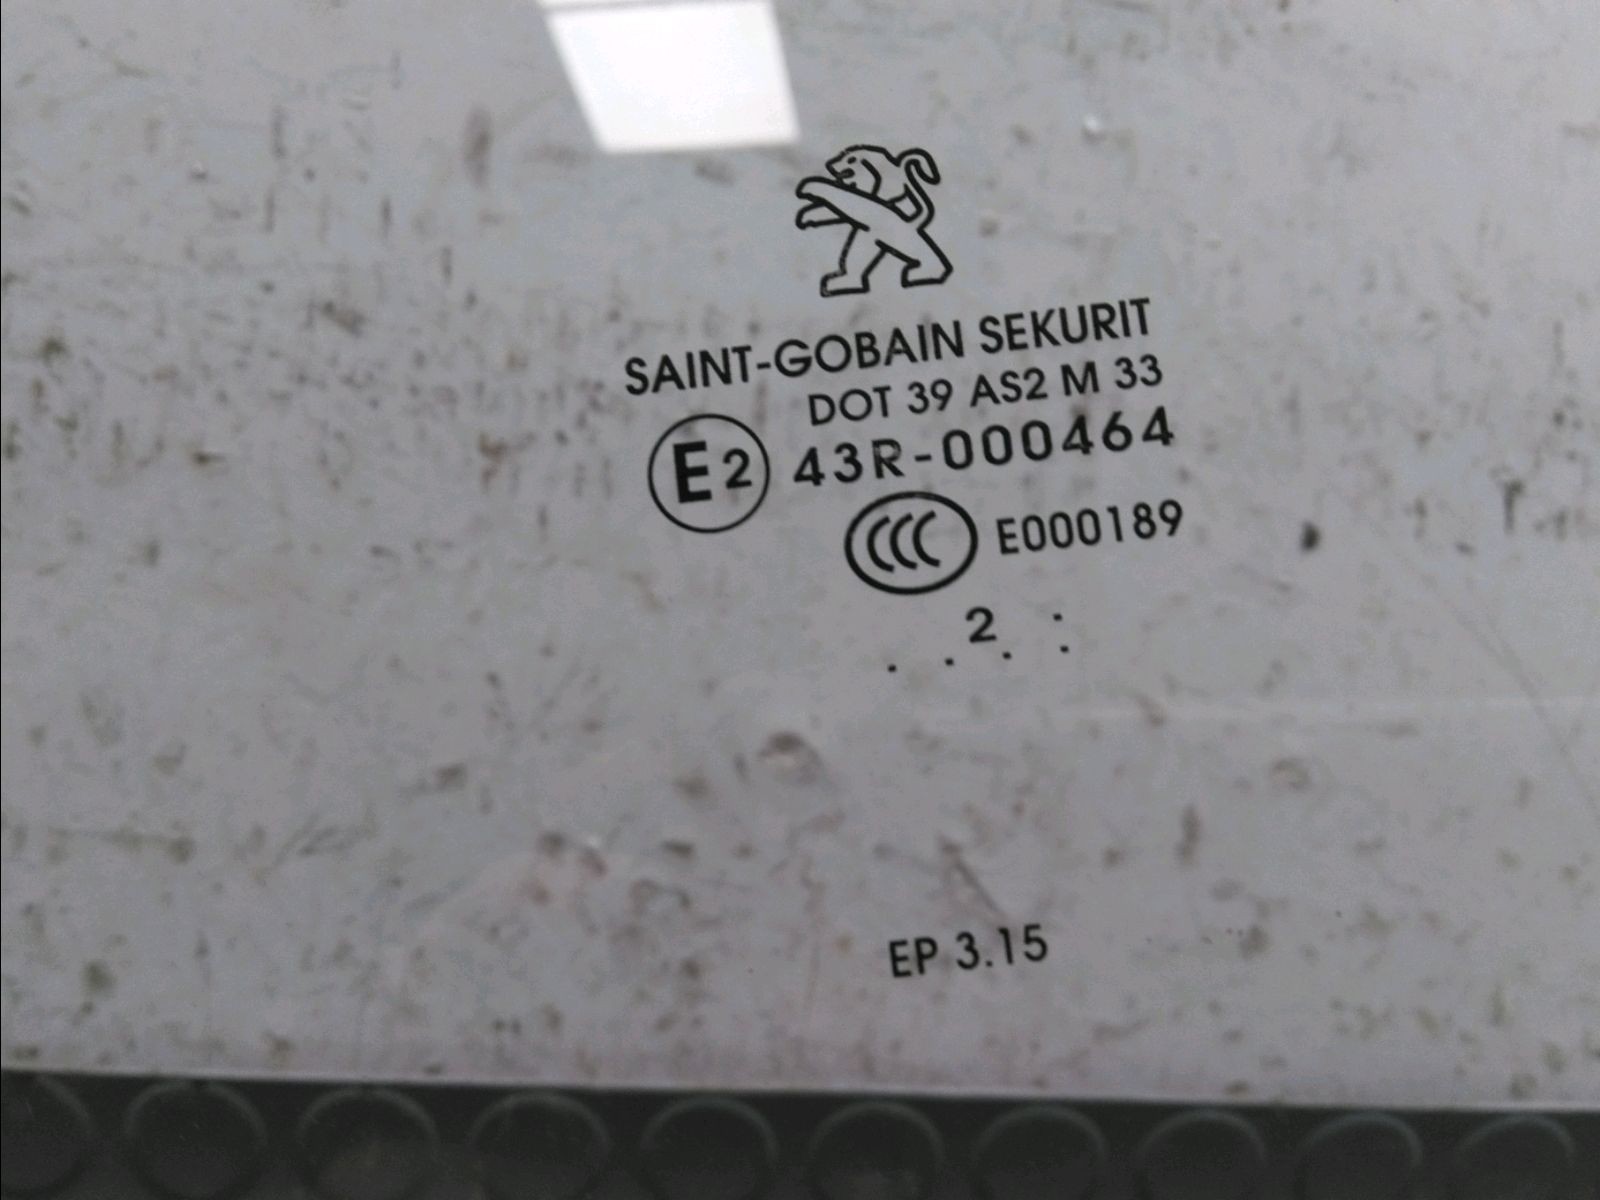 SAINT-GOBAIN SEKURIT
DOT 39 AS2 M 33
E2 43R-000464
CCC E000189
. . 2 . :
EP 3.15